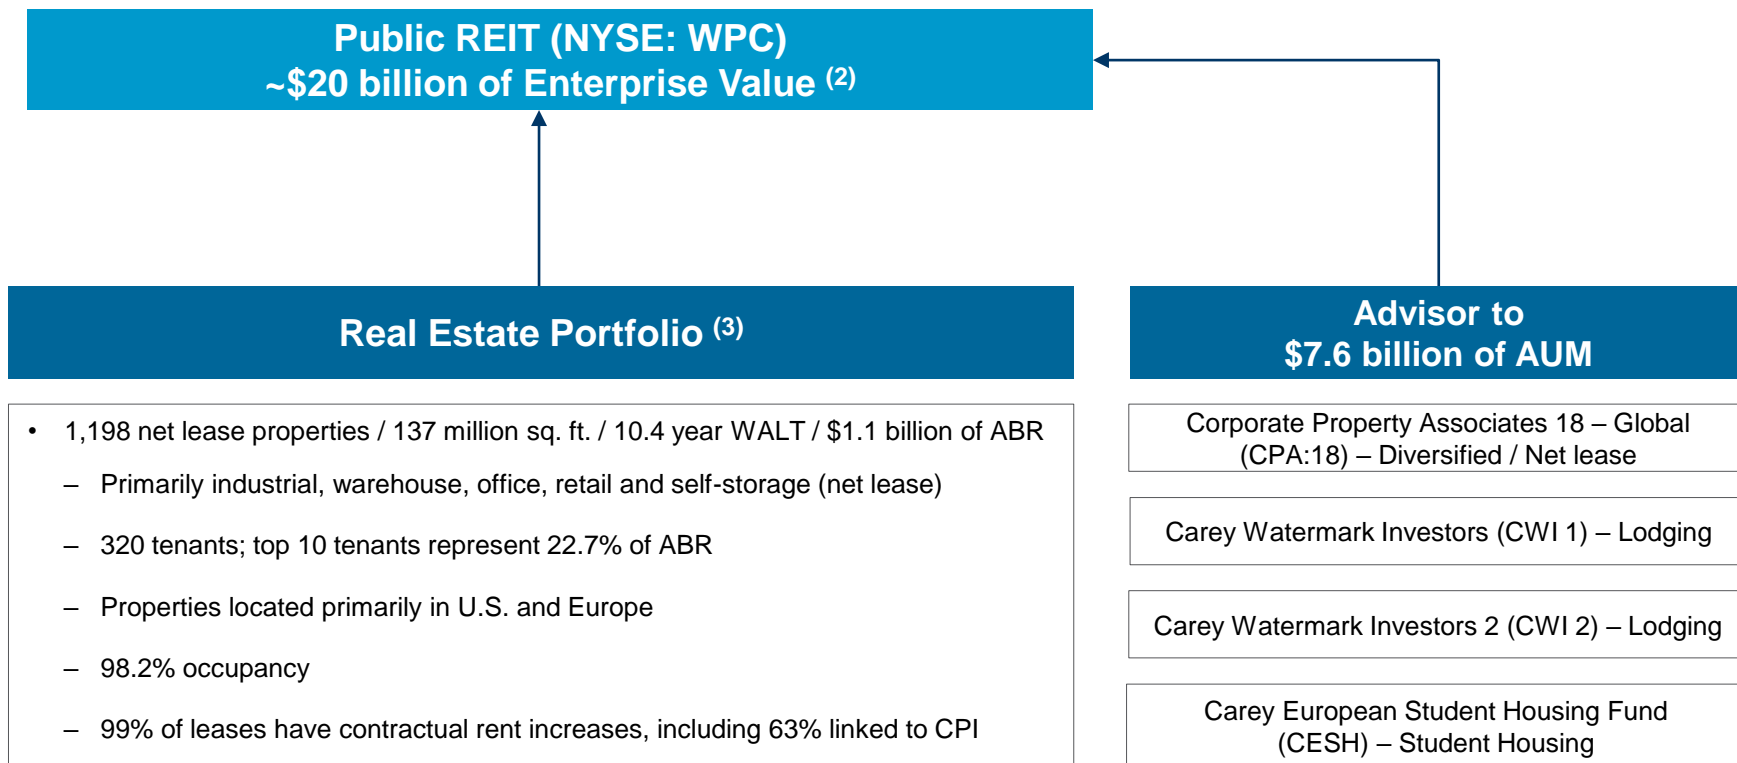 Public REIT (NYSE: WPC)
~$20 billion of Enterprise Value (2)
Real Estate Portfolio (3)
• 1,198 net lease properties / 137 million sq. ft. / 10.4 year WALT / $1.1 billion of ABR
– Primarily industrial, warehouse, office, retail and self-storage (net lease)
– 320 tenants; top 10 tenants represent 22.7% of ABR
– Properties located primarily in U.S. and Europe
– 98.2% occupancy
– 99% of leases have contractual rent increases, including 63% linked to CPI
Advisor to
$7.6 billion of AUM
Corporate Property Associates 18 – Global
(CPA:18) – Diversified / Net lease
Carey Watermark Investors (CWI 1) – Lodging
Carey Watermark Investors 2 (CWI 2) – Lodging
Carey European Student Housing Fund
(CESH) – Student Housing